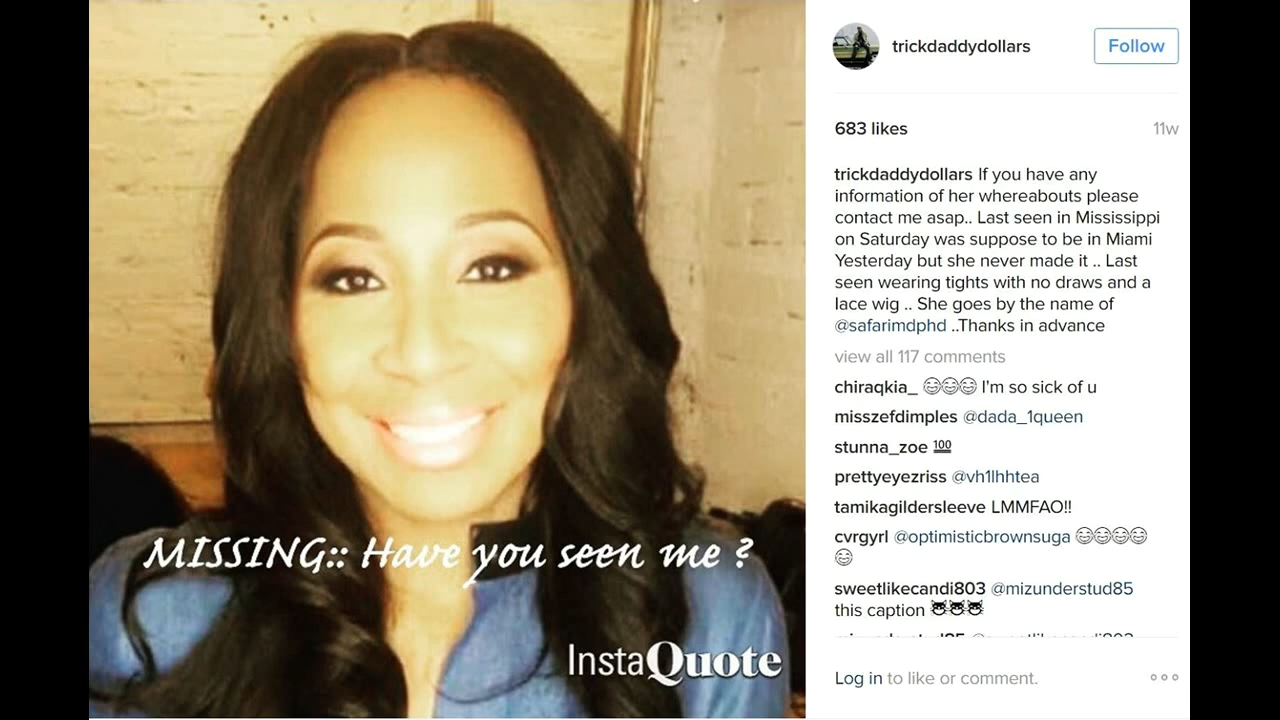 MISSING:: Have you seen me ?
InstaQuote
trickdaddydollars
Follow
683 likes
11w
trickdaddydollars If you have any
information of her whereabouts please
contact me asap.. Last seen in Mississippi
on Saturday was suppose to be in Miami
Yesterday but she never made it .. Last
seen wearing tights with no draws and a
lace wig .. She goes by the name of
@safarimdphd ..Thanks in advance
view all 117 comments
chiraqkia_ 😂😂😂 I'm so sick of u
misszefdimples @dada_1queen
stunna_zoe 💯
prettyeyezriss @vh1lhhtea
tamikagildersleeve LMMFAO!!
cvrgyrl @optimisticbrownsuga 😂😂😂😂
😂
sweetlikecandi803 @mizunderstud85
this caption 😹😹😹
Log in to like or comment.